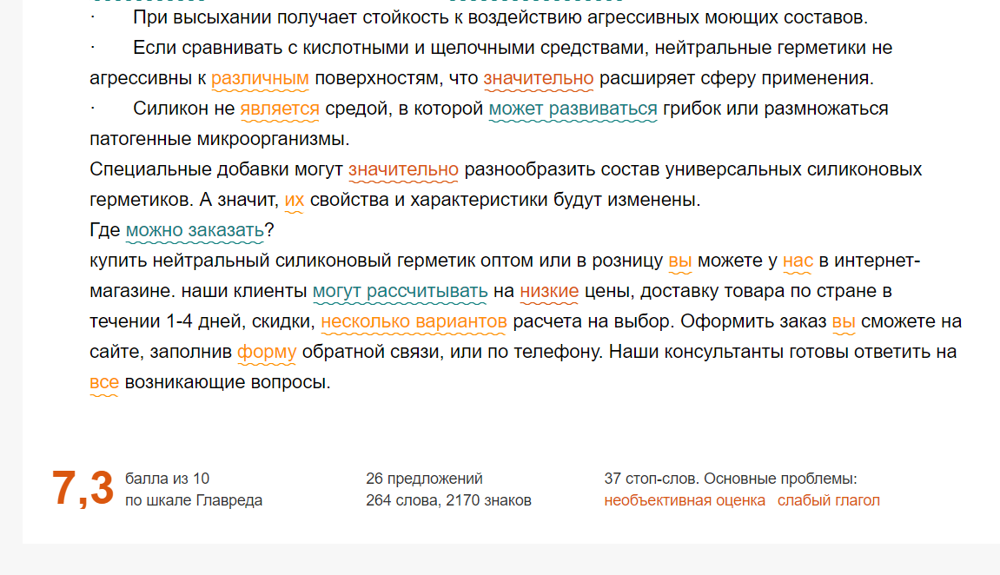 · При высыхании получает стойкость к воздействию агрессивных моющих составов.
· Если сравнивать с кислотными и щелочными средствами, нейтральные герметики не
агрессивны к различным поверхностям, что значительно расширяет сферу применения.
· Силикон не является средой, в которой может развиваться грибок или размножаться
патогенные микроорганизмы.
Специальные добавки могут значительно разнообразить состав универсальных силиконовых
герметиков. А значит, их свойства и характеристики будут изменены.
Где можно заказать?
купить нейтральный силиконовый герметик оптом или в розницу вы можете у нас в интернет-
магазине. наши клиенты могут рассчитывать на низкие цены, доставку товара по стране в
течении 1-4 дней, скидки, несколько вариантов расчета на выбор. Оформить заказ вы сможете на
сайте, заполнив форму обратной связи, или по телефону. Наши консультанты готовы ответить на
все возникающие вопросы.
7,3 балла из 10 26 предложений 37 стоп-слов. Основные проблемы:
по шкале Главреда 264 слова, 2170 знаков необъективная оценка слабый глагол